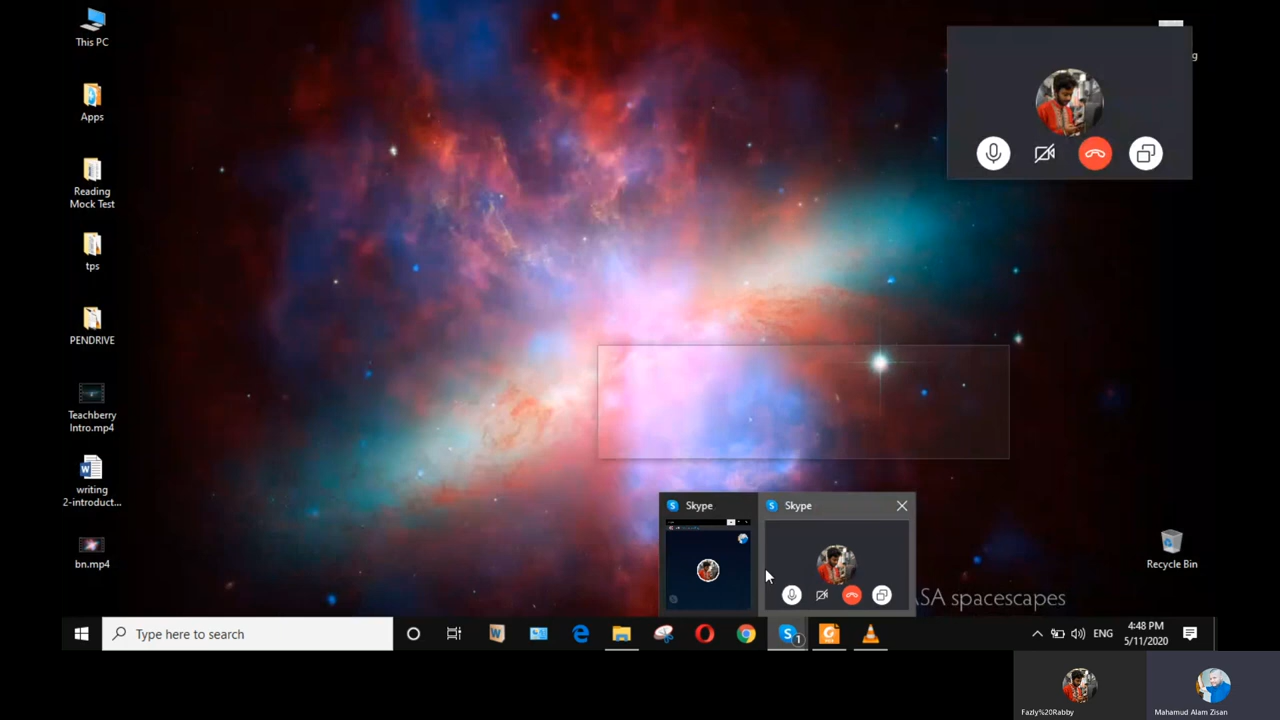 This PC
Apps
Reading
Mock Test
tps
PENDRIVE
Teachberry
Intro.mp4
writing
2-introduct...
bn.mp4
Skype
Skype
Recycle Bin
ASA spacescapes
Type here to search
1
ENG
4:48 PM
5/11/2020
Fazly%20Rabby
Mahamud Alam Zisan